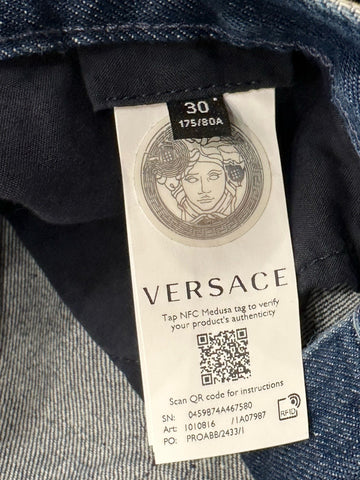 30
175/80A
VERSACE
Tap NFC Medusa tag to verify
your product's authenticity
Scan QR code for instructions
SN: 0459874A467580
Art: 1010816 /1A07987
PO: PROABB/2433/1
RFID